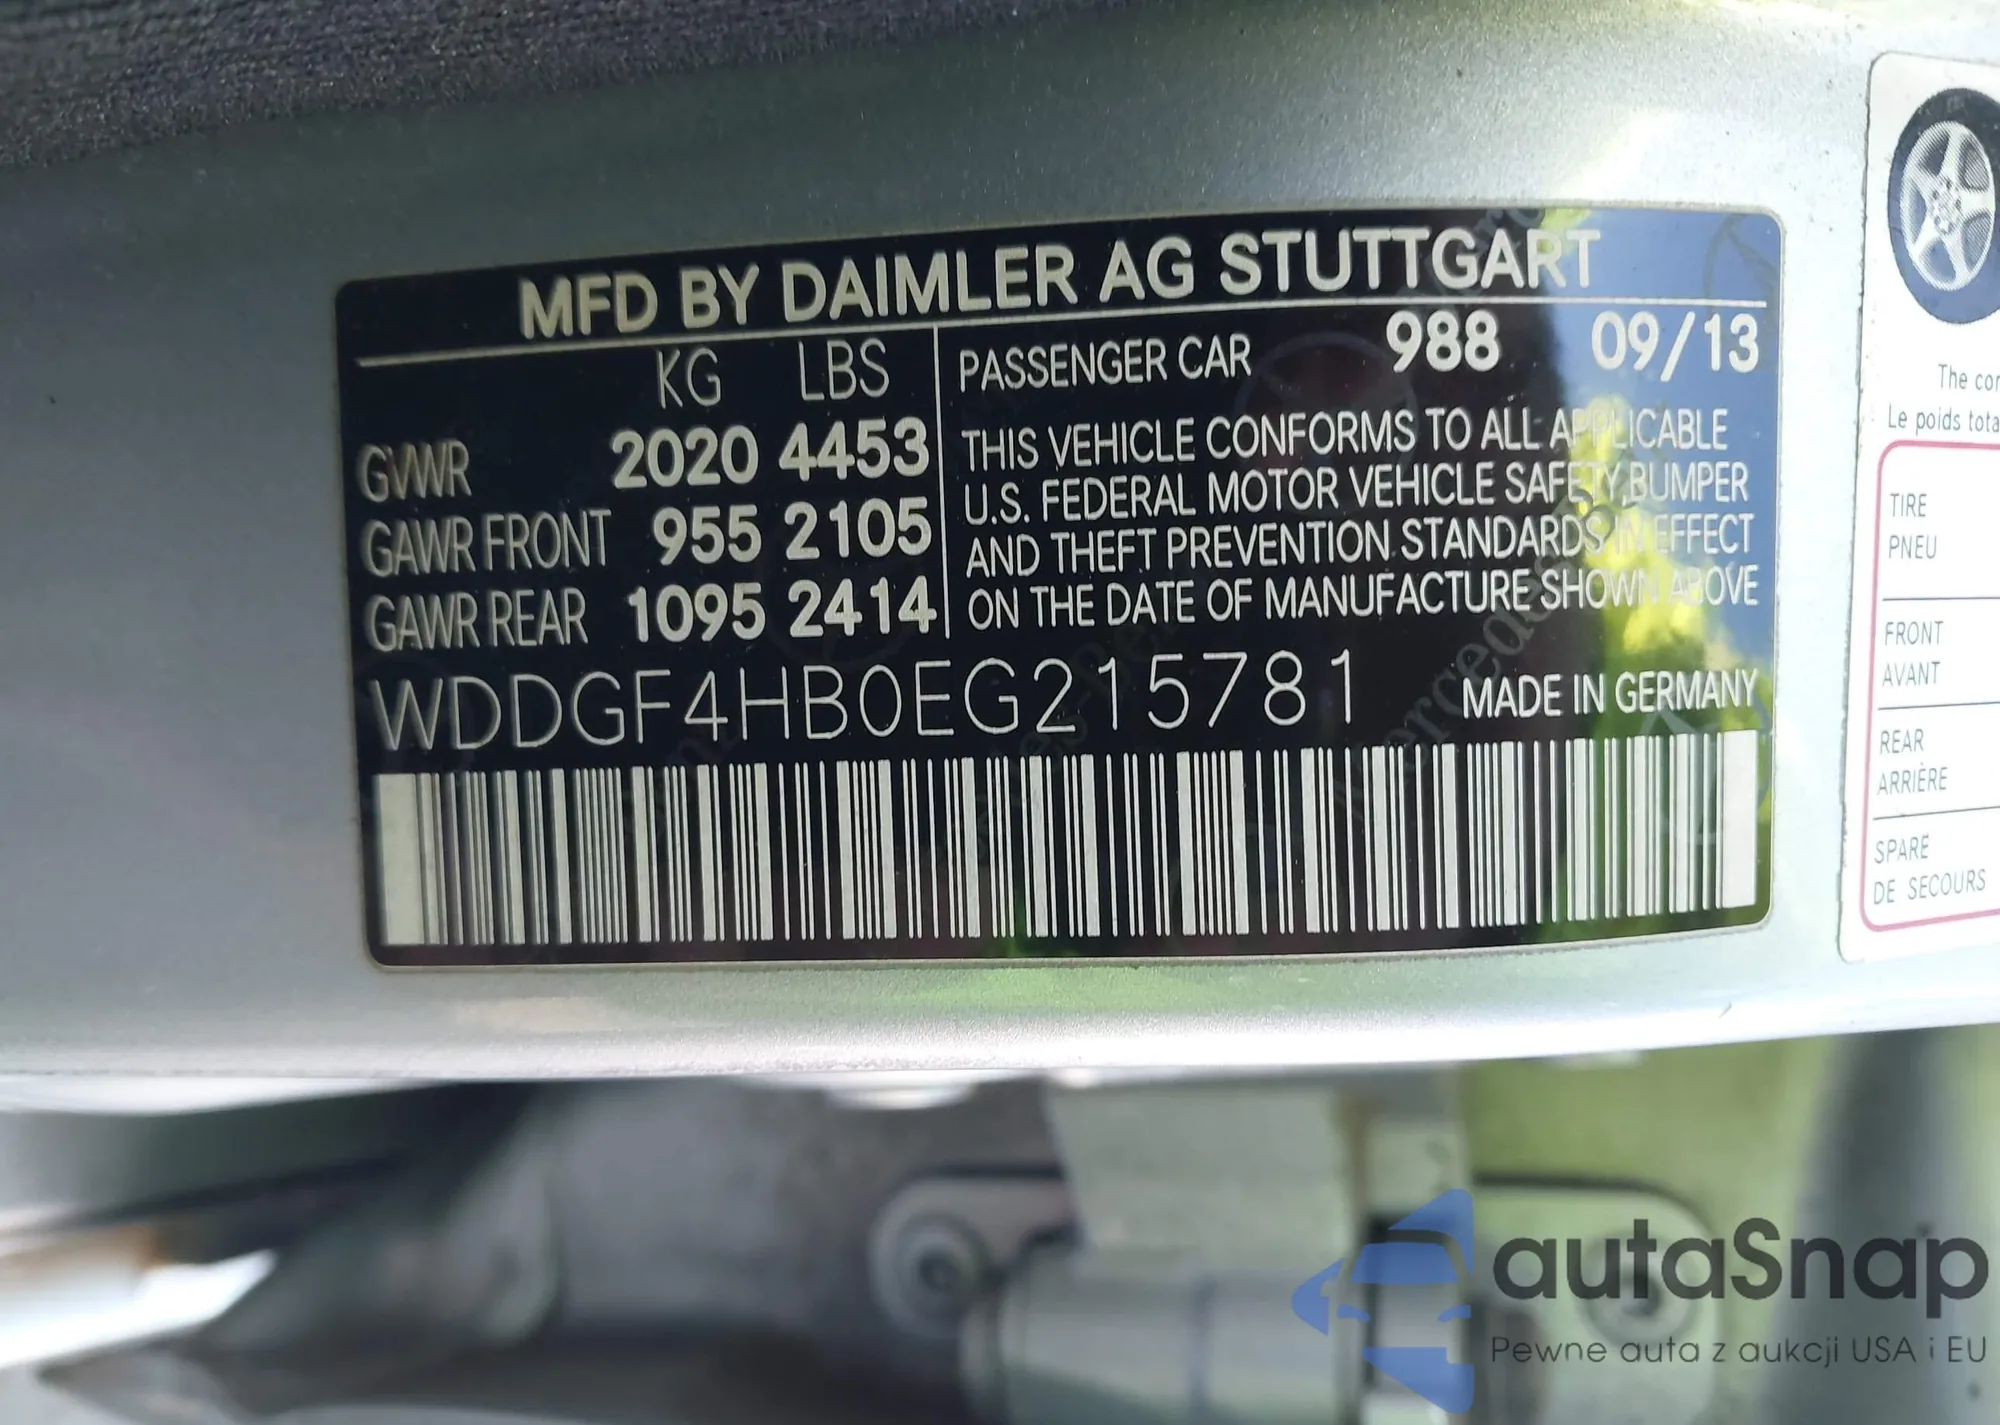 MFD BY DAIMLER AG STUTTGART
KG LBS
GVWR 2020 4453
GAWR FRONT 955 2105
GAWR REAR 1095 2414
PASSENGER CAR 988 09/13
THIS VEHICLE CONFORMS TO ALL APPLICABLE
U.S. FEDERAL MOTOR VEHICLE SAFETY,BUMPER
AND THEFT PREVENTION STANDARDS IN EFFECT
ON THE DATE OF MANUFACTURE SHOWN ABOVE
WDDGF4HB0EG215781 MADE IN GERMANY
The
Le poids
TIRE
PNEU
FRONT
AVANT
REAR
ARRIÈRE
SPARE
DE SECOURS
autaSnap
Pewne auta z aukcji USA i EU